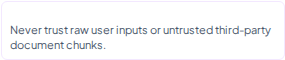 Never trust raw user inputs or untrusted third-party
document chunks.